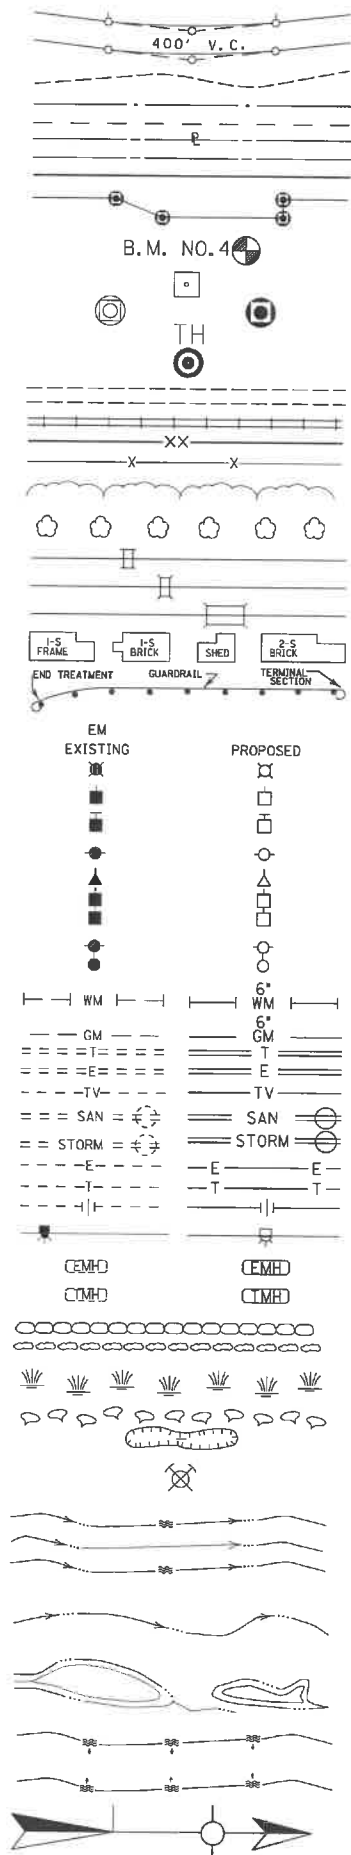 400' V.C.
P
L
B.M. NO. 4
TH
XX
X X
1-S FRAME
1-S BRICK
SHED
2-S BRICK
END TREATMENT GUARDRAIL TERMINAL SECTION
EM
EXISTING PROPOSED
WM 6" WM
GM 6" GM
T T
E E
TV TV
SAN SAN
STORM STORM
E E E
T T T
EMH EMH
TMH TMH